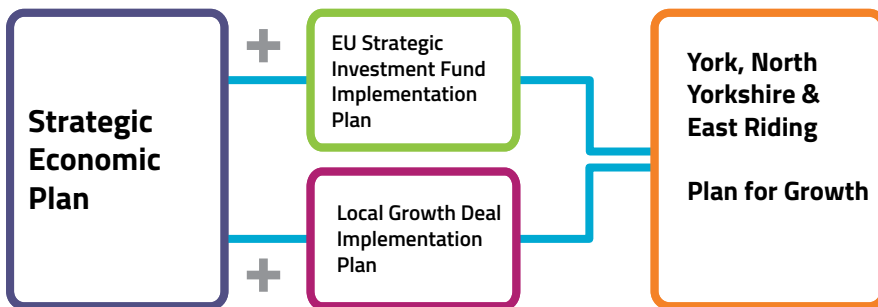 Strategic
Economic
Plan
+
EU Strategic
Investment Fund
Implementation
Plan
+
Local Growth Deal
Implementation
Plan
York, North
Yorkshire &
East Riding
Plan for Growth